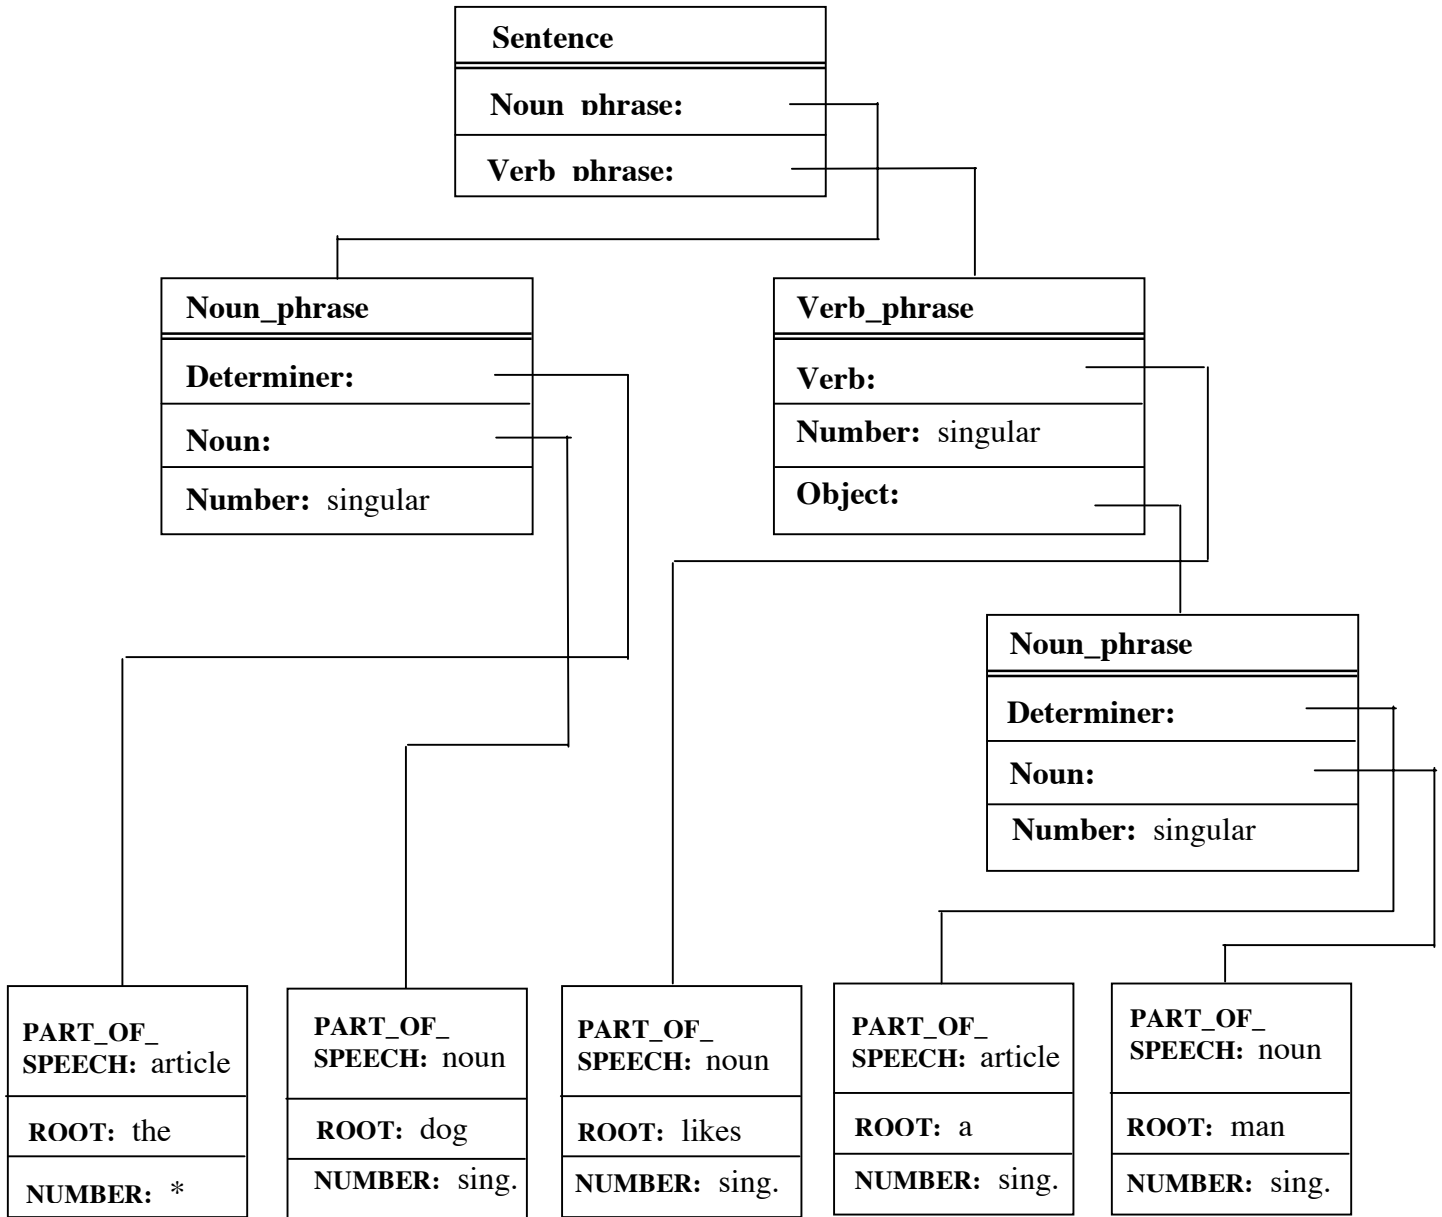 Sentence
Noun_phrase:
Verb_phrase:
Noun_phrase
Determiner:
Noun:
Number: singular
Verb_phrase
Verb:
Number: singular
Object:
Noun_phrase
Determiner:
Noun:
Number: singular
PART_OF_
SPEECH: article
ROOT: the
NUMBER: *
PART_OF_
SPEECH: noun
ROOT: dog
NUMBER: sing.
PART_OF_
SPEECH: noun
ROOT: likes
NUMBER: sing.
PART_OF_
SPEECH: article
ROOT: a
NUMBER: sing.
PART_OF_
SPEECH: noun
ROOT: man
NUMBER: sing.